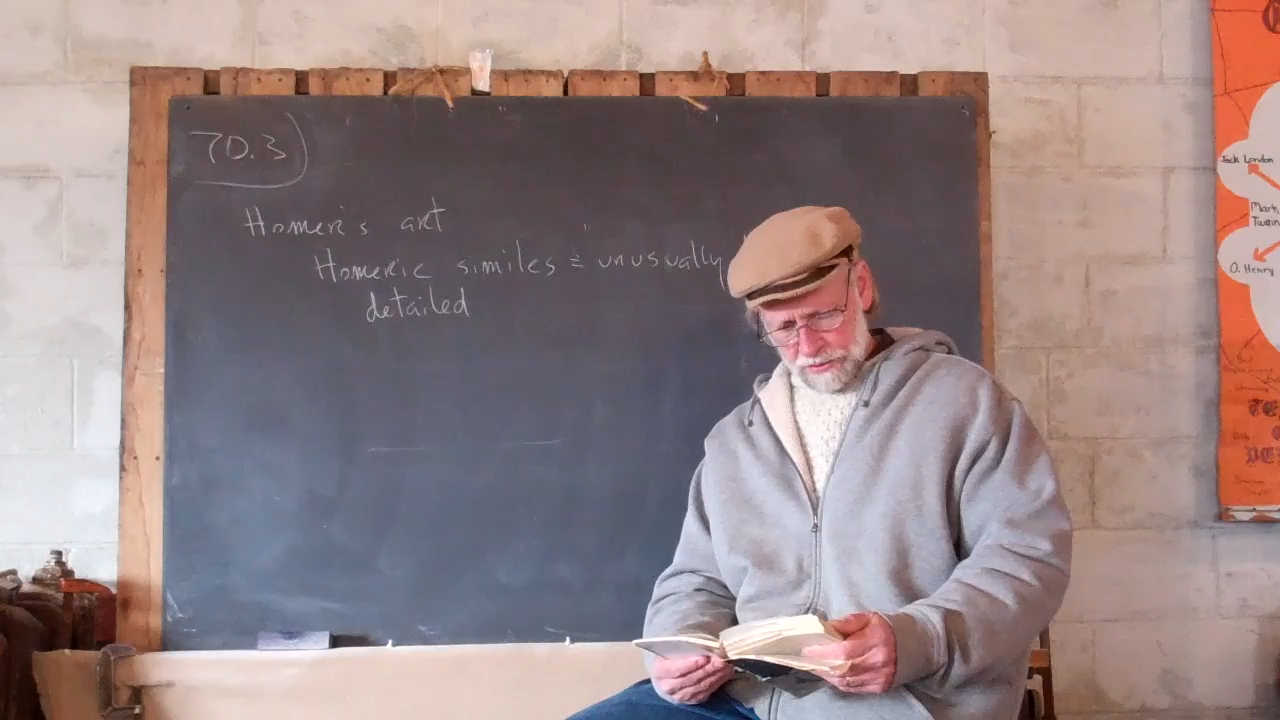 70.3)
Homer's art
Homeric similes = unusually
detailed
Jack London
Mark
Twain
O. Henry